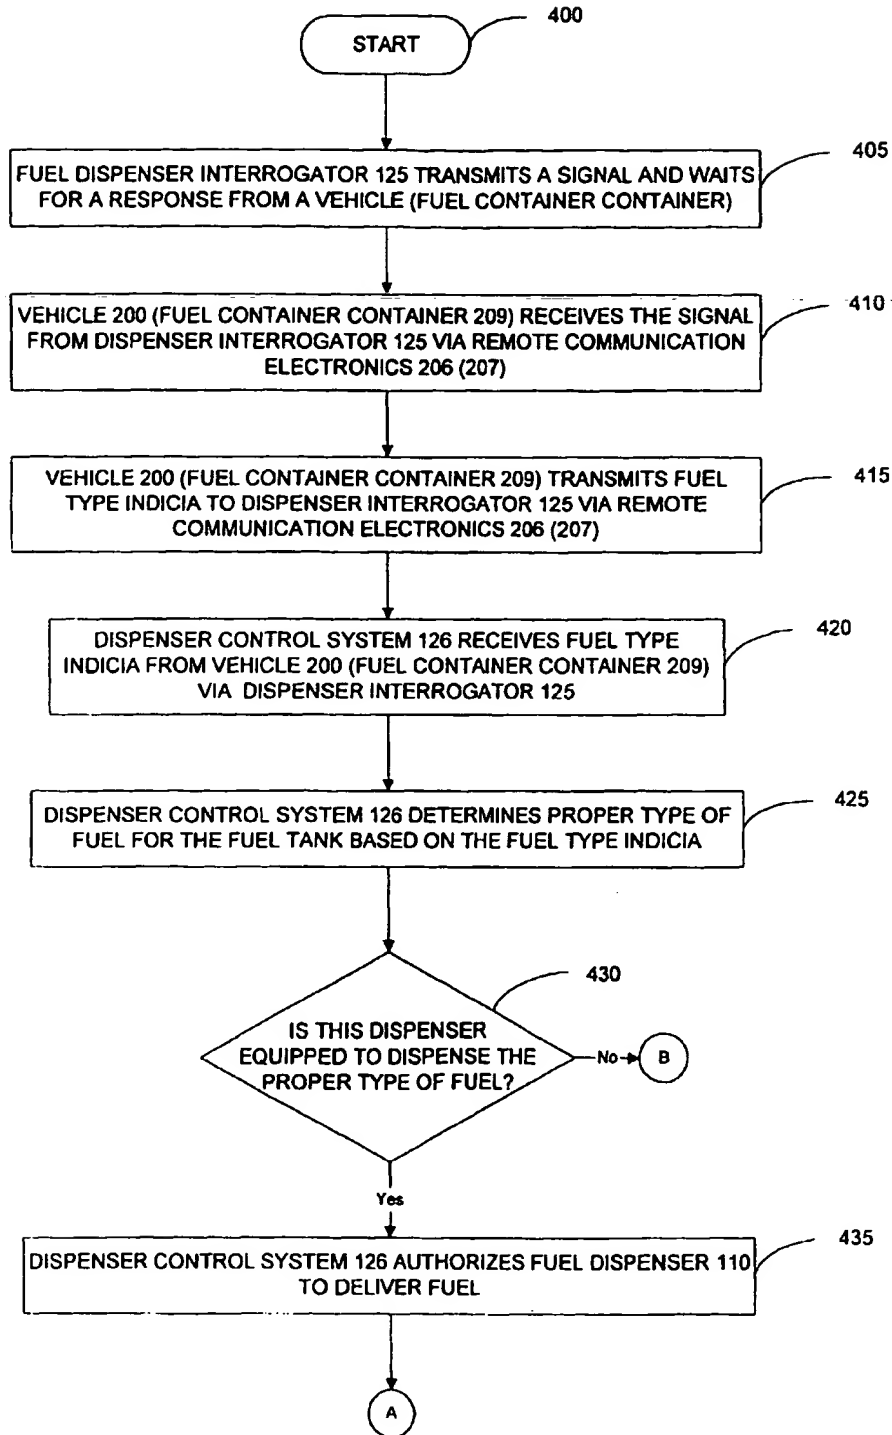 400
START
405
FUEL DISPENSER INTERROGATOR 125 TRANSMITS A SIGNAL AND WAITS
FOR A RESPONSE FROM A VEHICLE (FUEL CONTAINER CONTAINER)
410
VEHICLE 200 (FUEL CONTAINER CONTAINER 209) RECEIVES THE SIGNAL
FROM DISPENSER INTERROGATOR 125 VIA REMOTE COMMUNICATION
ELECTRONICS 206 (207)
415
VEHICLE 200 (FUEL CONTAINER CONTAINER 209) TRANSMITS FUEL
TYPE INDICIA TO DISPENSER INTERROGATOR 125 VIA REMOTE
COMMUNICATION ELECTRONICS 206 (207)
420
DISPENSER CONTROL SYSTEM 126 RECEIVES FUEL TYPE
INDICIA FROM VEHICLE 200 (FUEL CONTAINER CONTAINER 209)
VIA DISPENSER INTERROGATOR 125
425
DISPENSER CONTROL SYSTEM 126 DETERMINES PROPER TYPE OF
FUEL FOR THE FUEL TANK BASED ON THE FUEL TYPE INDICIA
430
IS THIS DISPENSER
EQUIPPED TO DISPENSE THE
PROPER TYPE OF FUEL?
No
B
Yes
435
DISPENSER CONTROL SYSTEM 126 AUTHORIZES FUEL DISPENSER 110
TO DELIVER FUEL
A